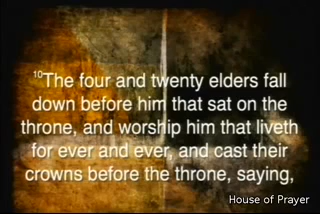 10The four and twenty elders fall
down before him that sat on the
throne, and worship him that liveth
for ever and ever, and cast their
crowns before the throne, saying,
House of Prayer